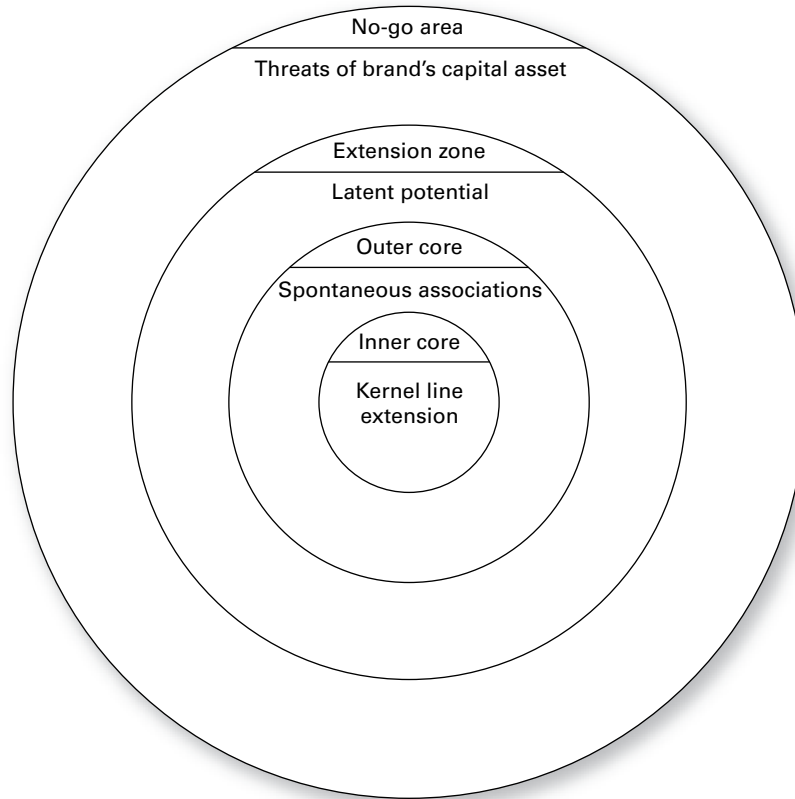 No-go area
Threats of brand's capital asset
Extension zone
Latent potential
Outer core
Spontaneous associations
Inner core
Kernel line
extension